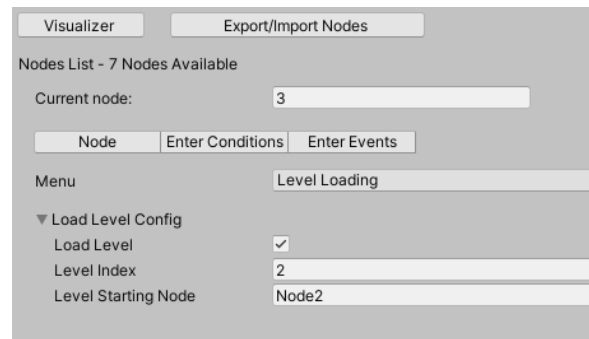 Visualizer Export/Import Nodes
Nodes List - 7 Nodes Available
Current node: 3
Node Enter Conditions Enter Events
Menu Level Loading
Load Level Config
Load Level
Level Index 2
Level Starting Node Node2